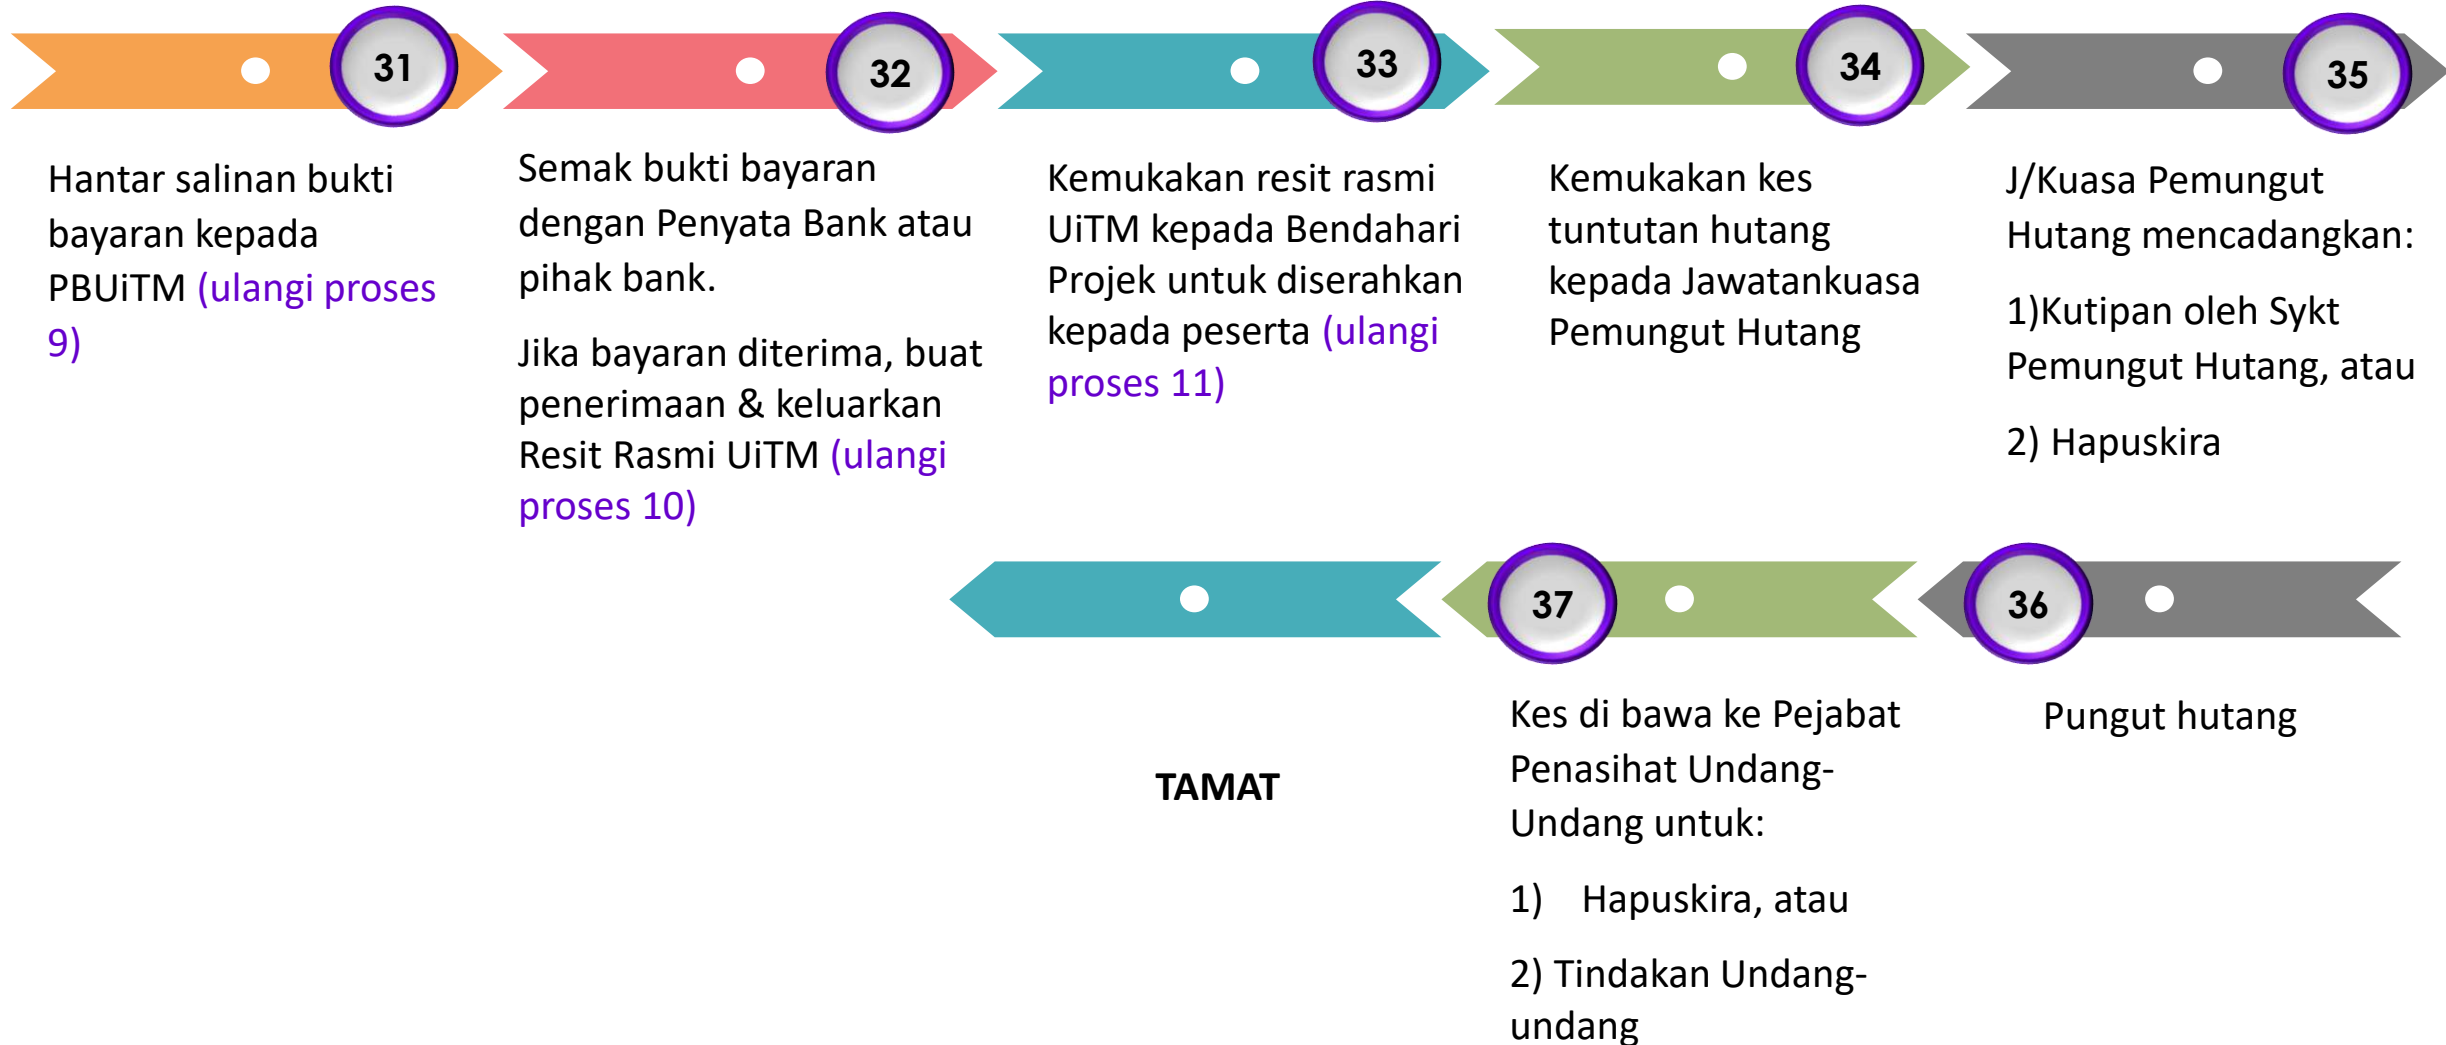 31
Hantar salinan bukti
bayaran kepada
PBUiTM (ulangi proses
9)
32
Semak bukti bayaran
dengan Penyata Bank atau
pihak bank.
Jika bayaran diterima, buat
penerimaan & keluarkan
Resit Rasmi UiTM (ulangi
proses 10)
33
Kemukakan resit rasmi
UiTM kepada Bendahari
Projek untuk diserahkan
kepada peserta (ulangi
proses 11)
34
Kemukakan kes
tuntutan hutang
kepada Jawatankuasa
Pemungut Hutang
35
J/Kuasa Pemungut
Hutang mencadangkan:
1)Kutipan oleh Sykt
Pemungut Hutang, atau
2) Hapuskira
36
Pungut hutang
37
Kes di bawa ke Pejabat
Penasihat Undang-
Undang untuk:
1) Hapuskira, atau
2) Tindakan Undang-
undang
TAMAT